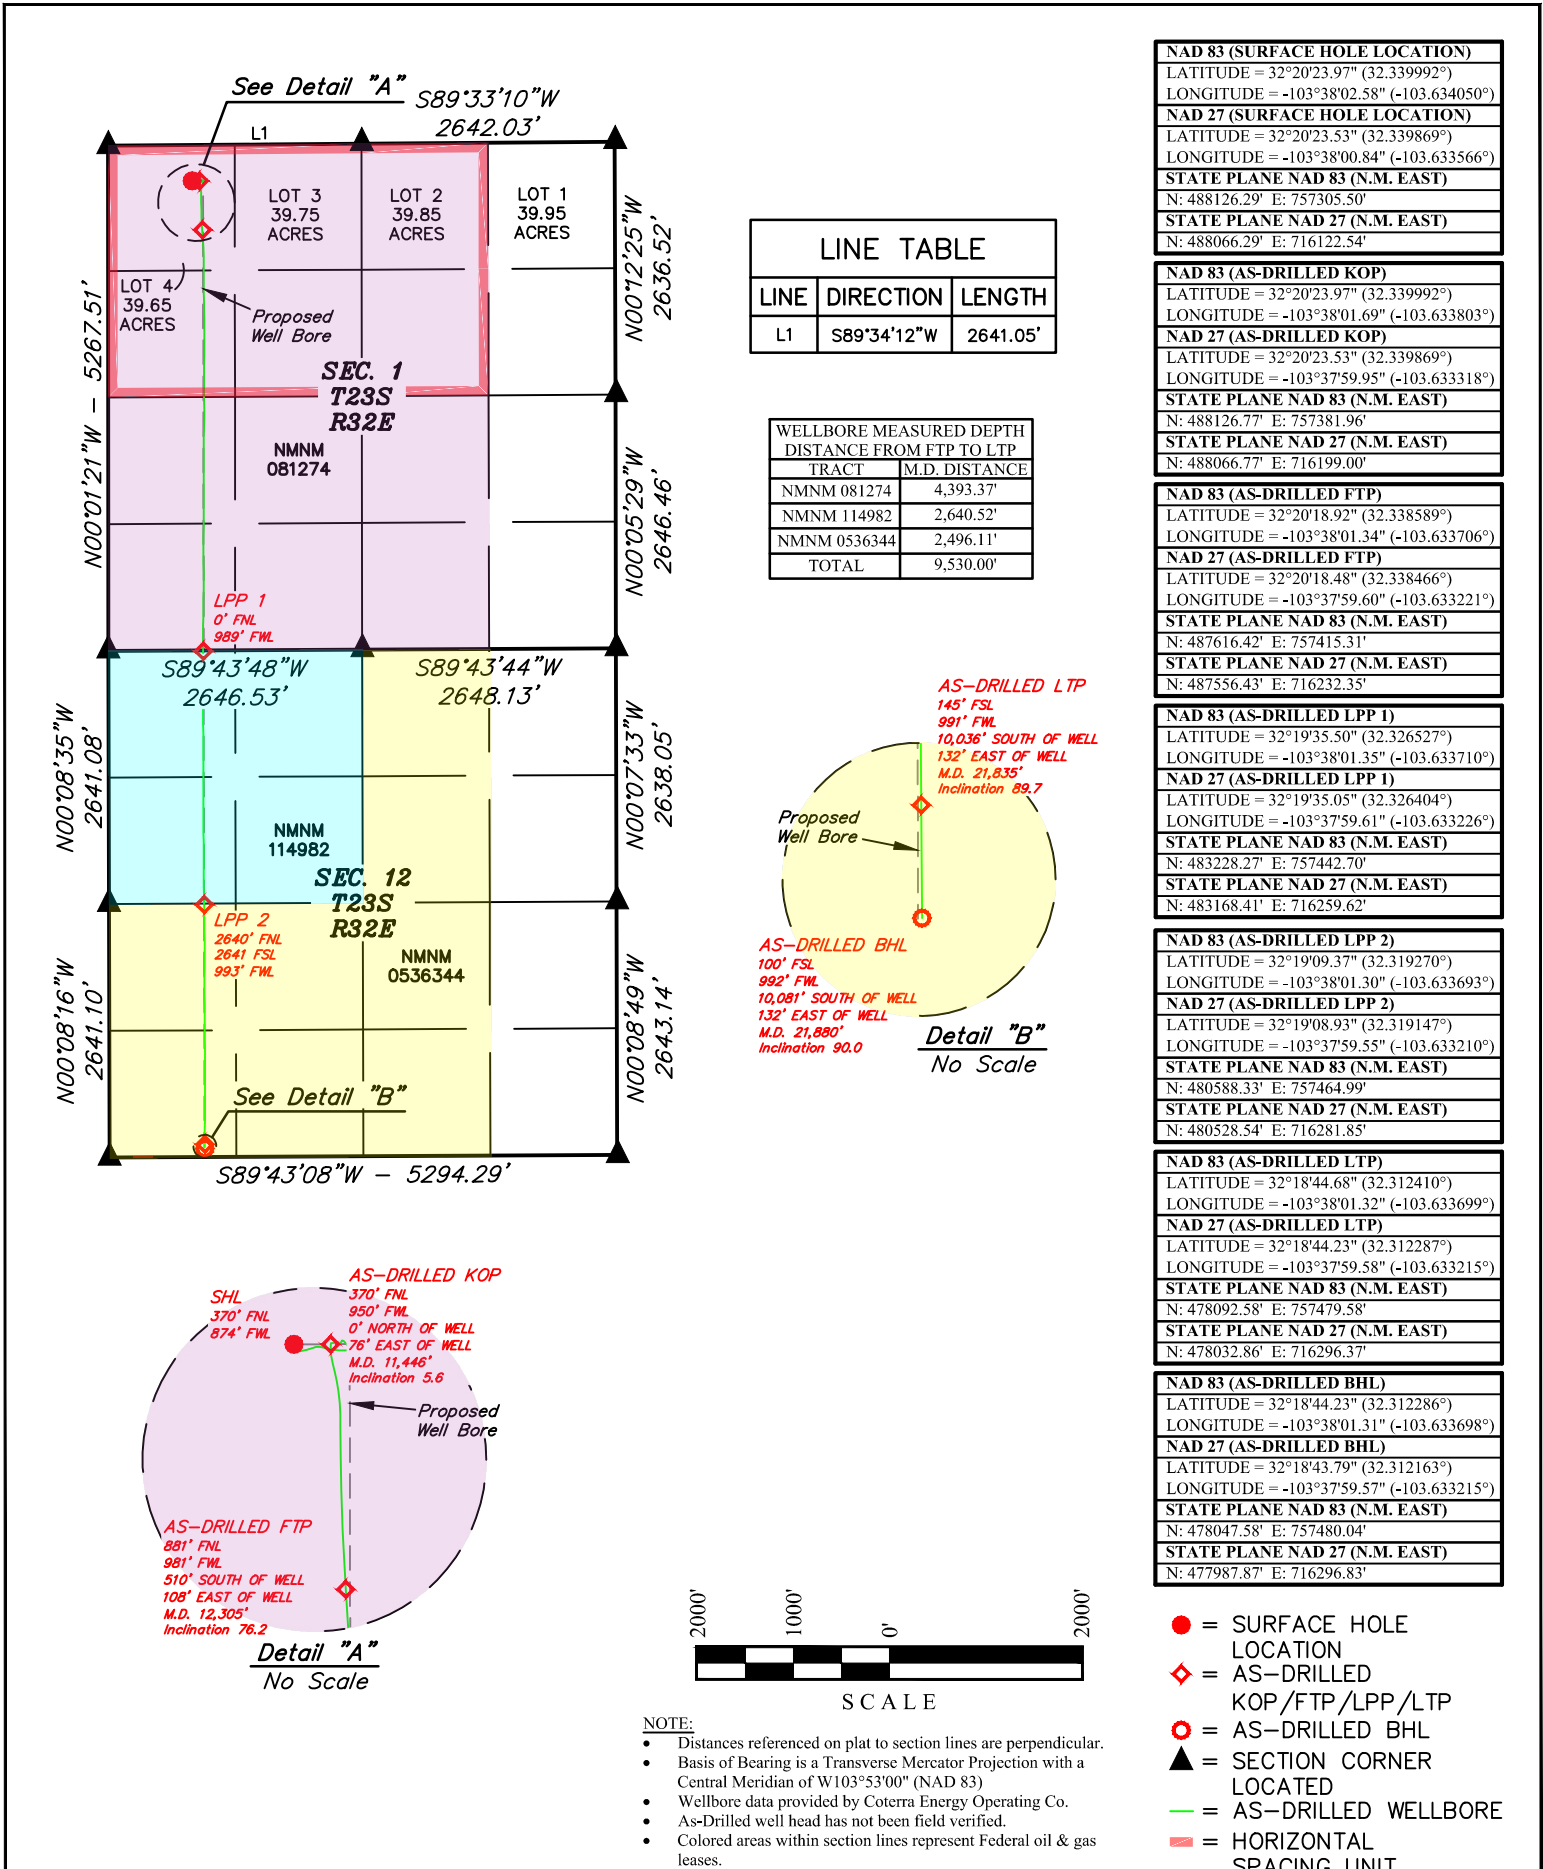 See Detail "A"
S89°33'10"W
2642.03'
L1
LOT 3
39.75
ACRES
LOT 2
39.85
ACRES
LOT 1
39.95
ACRES
LOT 4
39.65
ACRES
Proposed
Well Bore
N00°12'25"W
2636.52'
N00°01'21"W – 5267.51'
SEC. 1
T23S
R32E
NMNM
081274
N00°05'29"W
2646.46'
LPP 1
0' FNL
989' FWL
S89°43'48"W
2646.53'
S89°43'44"W
2648.13'
N00°08'35"W
2641.08'
N00°07'33"W
2638.05'
NMNM
114982
SEC. 12
T23S
R32E
LPP 2
2640' FNL
2641 FSL
993' FWL
NMNM
0536344
N00°08'16"W
2641.10'
N00°08'49"W
2643.14'
See Detail "B"
S89°43'08"W – 5294.29'
LINE TABLE
LINE DIRECTION LENGTH
L1 S89°34'12"W 2641.05'
WELLBORE MEASURED DEPTH
DISTANCE FROM FTP TO LTP
TRACT M.D. DISTANCE
NMNM 081274 4,393.37'
NMNM 114982 2,640.52'
NMNM 0536344 2,496.11'
TOTAL 9,530.00'
AS-DRILLED LTP
145' FSL
991' FWL
10,036' SOUTH OF WELL
132' EAST OF WELL
M.D. 21,835'
Inclination 89.7
Proposed
Well Bore
AS-DRILLED BHL
100' FSL
992' FWL
10,081' SOUTH OF WELL
132' EAST OF WELL
M.D. 21,880'
Inclination 90.0
Detail "B"
No Scale
SHL
370' FNL
874' FWL
AS-DRILLED KOP
370' FNL
950' FWL
0' NORTH OF WELL
76' EAST OF WELL
M.D. 11,446'
Inclination 5.6
Proposed
Well Bore
AS-DRILLED FTP
881' FNL
981' FWL
510' SOUTH OF WELL
108' EAST OF WELL
M.D. 12,305'
Inclination 76.2
Detail "A"
No Scale
2000' 1000' 0' 2000'
SCALE
NOTE:
• Distances referenced on plat to section lines are perpendicular.
• Basis of Bearing is a Transverse Mercator Projection with a
Central Meridian of W103°53'00" (NAD 83)
• Wellbore data provided by Coterra Energy Operating Co.
• As-Drilled well head has not been field verified.
• Colored areas within section lines represent Federal oil & gas
leases.
NAD 83 (SURFACE HOLE LOCATION)
LATITUDE = 32°20'23.97" (32.339992°)
LONGITUDE = -103°38'02.58" (-103.634050°)
NAD 27 (SURFACE HOLE LOCATION)
LATITUDE = 32°20'23.53" (32.339869°)
LONGITUDE = -103°38'00.84" (-103.633566°)
STATE PLANE NAD 83 (N.M. EAST)
N: 488126.29' E: 757305.50'
STATE PLANE NAD 27 (N.M. EAST)
N: 488066.29' E: 716122.54'
NAD 83 (AS-DRILLED KOP)
LATITUDE = 32°20'23.97" (32.339992°)
LONGITUDE = -103°38'01.69" (-103.633803°)
NAD 27 (AS-DRILLED KOP)
LATITUDE = 32°20'23.53" (32.339869°)
LONGITUDE = -103°37'59.95" (-103.633318°)
STATE PLANE NAD 83 (N.M. EAST)
N: 488126.77' E: 757381.96'
STATE PLANE NAD 27 (N.M. EAST)
N: 488066.77' E: 716199.00'
NAD 83 (AS-DRILLED FTP)
LATITUDE = 32°20'18.92" (32.338589°)
LONGITUDE = -103°38'01.34" (-103.633706°)
NAD 27 (AS-DRILLED FTP)
LATITUDE = 32°20'18.48" (32.338466°)
LONGITUDE = -103°37'59.60" (-103.633221°)
STATE PLANE NAD 83 (N.M. EAST)
N: 487616.42' E: 757415.31'
STATE PLANE NAD 27 (N.M. EAST)
N: 487556.43' E: 716232.35'
NAD 83 (AS-DRILLED LPP 1)
LATITUDE = 32°19'35.50" (32.326527°)
LONGITUDE = -103°38'01.35" (-103.633710°)
NAD 27 (AS-DRILLED LPP 1)
LATITUDE = 32°19'35.05" (32.326404°)
LONGITUDE = -103°37'59.61" (-103.633226°)
STATE PLANE NAD 83 (N.M. EAST)
N: 483228.27' E: 757442.70'
STATE PLANE NAD 27 (N.M. EAST)
N: 483168.41' E: 716259.62'
NAD 83 (AS-DRILLED LPP 2)
LATITUDE = 32°19'09.37" (32.319270°)
LONGITUDE = -103°38'01.30" (-103.633693°)
NAD 27 (AS-DRILLED LPP 2)
LATITUDE = 32°19'08.93" (32.319147°)
LONGITUDE = -103°37'59.55" (-103.633210°)
STATE PLANE NAD 83 (N.M. EAST)
N: 480588.33' E: 757464.99'
STATE PLANE NAD 27 (N.M. EAST)
N: 480528.54' E: 716281.85'
NAD 83 (AS-DRILLED LTP)
LATITUDE = 32°18'44.68" (32.312410°)
LONGITUDE = -103°38'01.32" (-103.633699°)
NAD 27 (AS-DRILLED LTP)
LATITUDE = 32°18'44.23" (32.312287°)
LONGITUDE = -103°37'59.58" (-103.633215°)
STATE PLANE NAD 83 (N.M. EAST)
N: 478092.58' E: 757479.58'
STATE PLANE NAD 27 (N.M. EAST)
N: 478032.86' E: 716296.37'
NAD 83 (AS-DRILLED BHL)
LATITUDE = 32°18'44.23" (32.312286°)
LONGITUDE = -103°38'01.31" (-103.633698°)
NAD 27 (AS-DRILLED BHL)
LATITUDE = 32°18'43.79" (32.312163°)
LONGITUDE = -103°37'59.57" (-103.633215°)
STATE PLANE NAD 83 (N.M. EAST)
N: 478047.58' E: 757480.04'
STATE PLANE NAD 27 (N.M. EAST)
N: 477987.87' E: 716296.83'
= SURFACE HOLE
LOCATION
= AS-DRILLED
KOP/FTP/LPP/LTP
= AS-DRILLED BHL
= SECTION CORNER
LOCATED
= AS-DRILLED WELLBORE
= HORIZONTAL
SPACING UNIT